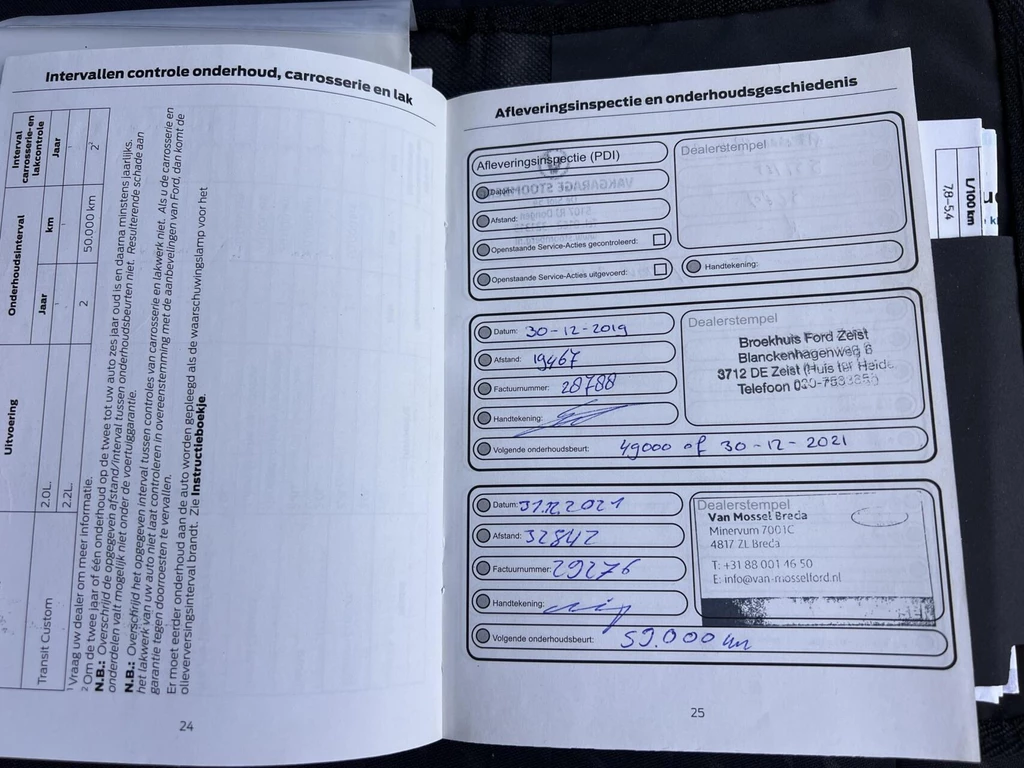 Intervallen controle onderhoud, carrosserie en lak
Uitvoering
Onderhoudsinterval
Interval
carrosserie- en
lakcontrole
Jaar
km
Jaar
Transit Custom
2.0L.
2.2L.
2
50.000 km
2¹
¹ Vraag uw dealer om meer informatie.
² Om de twee jaar of één onderhoud op de twee tot uw auto zes jaar oud is en daarna minstens jaarlijks.
N.B.: Overschrijd de opgegeven afstand/interval tussen onderhoudsbeurten niet. Resulterende schade aan
onderdelen valt mogelijk niet onder de voertuiggarantie.
N.B.: Overschrijd het opgegeven interval tussen controles van carrosserie en lakwerk niet. Als u de carrosserie en
het lakwerk van uw auto niet laat controleren in overeenstemming met de aanbevelingen van Ford, dan komt de
garantie tegen doorroesten te vervallen.
Er moet eerder onderhoud aan de auto worden gepleegd als de waarschuwingslamp voor het
olieverversingsinterval brandt. Zie Instructieboekje.
24
Afleveringsinspectie en onderhoudsgeschiedenis
Afleveringsinspectie (PDI)
Datum:
Afstand:
Openstaande Service-Acties gecontroleerd:
Openstaande Service-Acties uitgevoerd:
Dealerstempel
Handtekening:
Datum: 30-12-2019
Afstand: 19467
Factuurnummer: 28788
Handtekening:
Volgende onderhoudsbeurt: 49000 of 30-12-2021
Dealerstempel
Broekhuis Ford Zeist
Blanckenhagenweg 6
3712 DE Zeist (Huis ter Heide
Telefoon
Datum: 31.12.2021
Afstand: 32842
Factuurnummer: 29276
Handtekening:
Volgende onderhoudsbeurt: 59.000 km
Dealerstempel
Van Mossel Breda
Minervum 7001C
4817 ZL Breda
T: +31 88 001 46 50
E: info@van-mosselford.nl
25
L/100 km
7.8-5,4